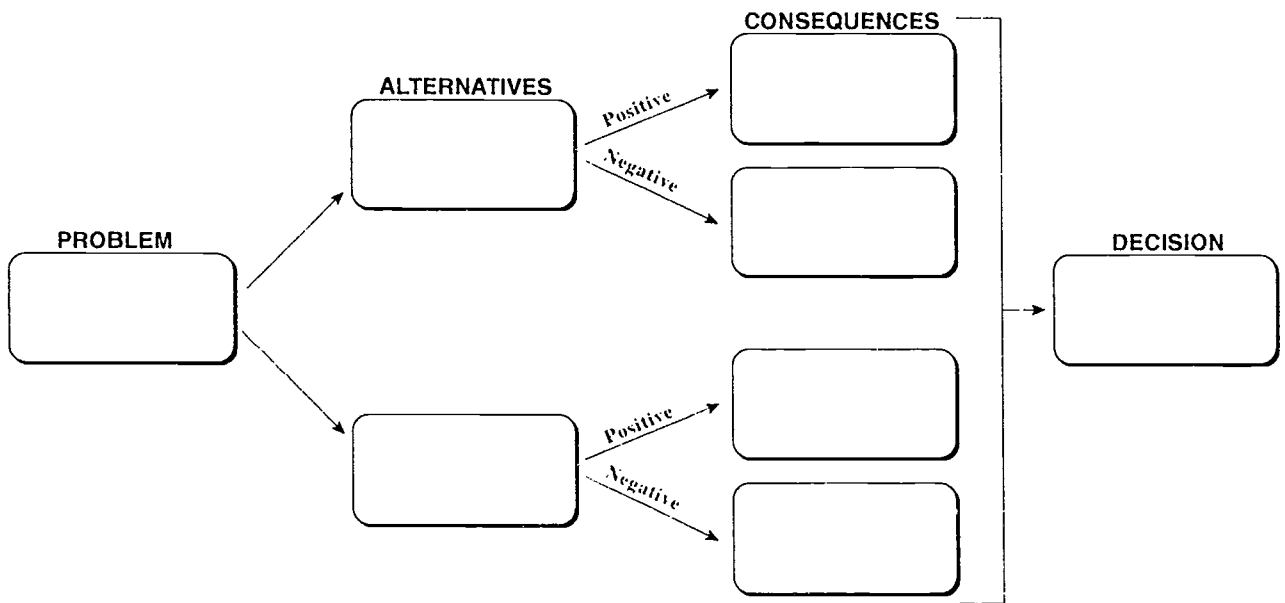 CONSEQUENCES
ALTERNATIVES
Positive
Negative
PROBLEM
DECISION
Positive
Negative